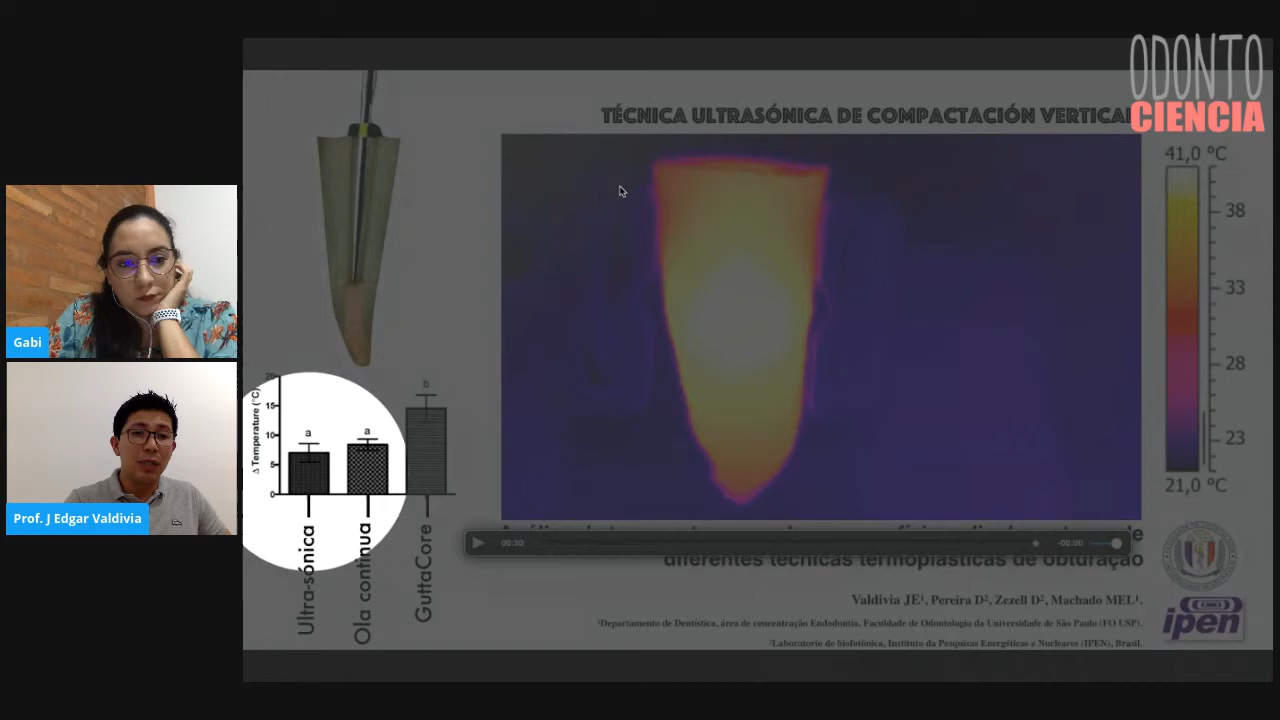 ODONTO
CIENCIA
TÉCNICA ULTRASÓNICA DE COMPACTACIÓN VERTICAL
41,0 °C
38
33
28
23
21,0 °C
Gabi
Prof. J Edgar Valdivia
Δ Temperature (°C)
20
15
10
5
0
a
a
b
Ultra-sónica
Ola continua
GuttaCore
00:30
-00:00
diferentes técnicas termoplásticas de obturação
Valdivia JE¹, Pereira D², Zezell D², Machado MEL¹.
¹Departamento de Dentística, área de concentração Endodontia, Faculdade de Odontologia da Universidade de São Paulo (FO USP).
²Laboratorio de biofotônica, Instituto da Pesquisas Energéticas e Nucleares (IPEN), Brasil.
ipen